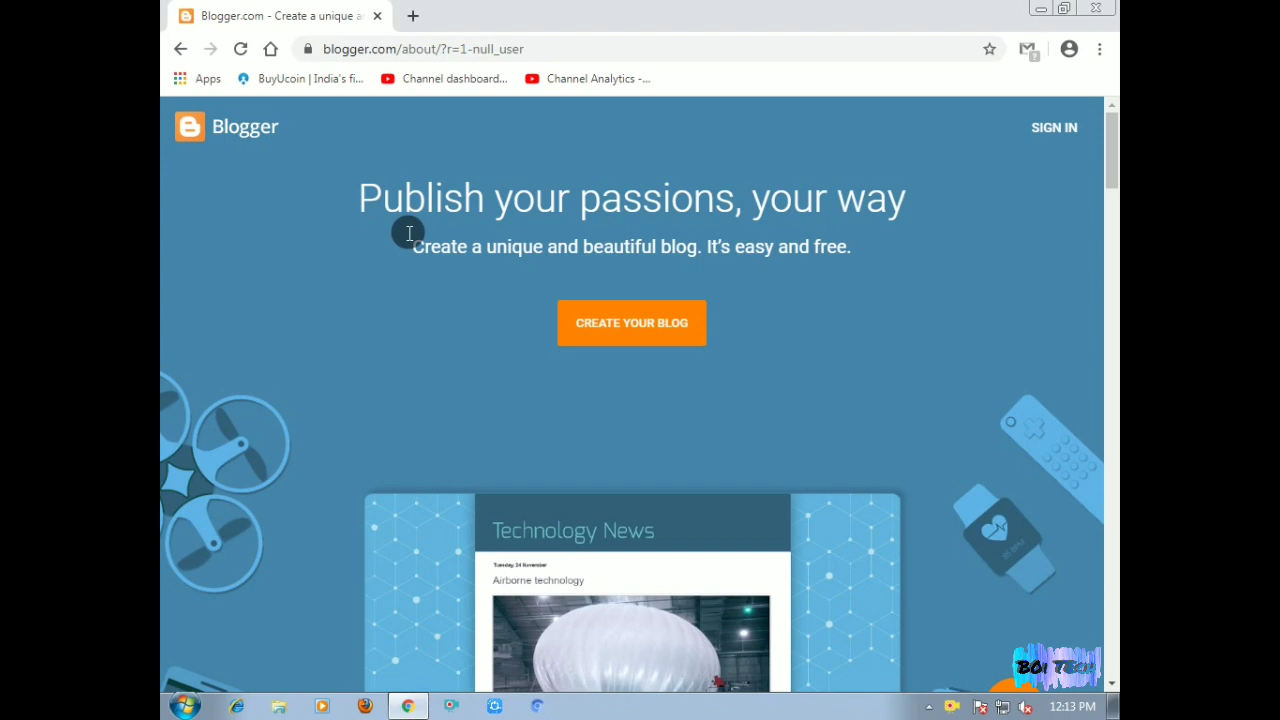 Blogger.com - Create a unique a
blogger.com/about/?r=1-null_user
Apps
BuyUcoin | India's fi...
Channel dashboard...
Channel Analytics -...
Blogger
SIGN IN
Publish your passions, your way
Create a unique and beautiful blog. It's easy and free.
CREATE YOUR BLOG
Technology News
Tuesday 24 November
Airborne technology
BOi TECH
12:13 PM